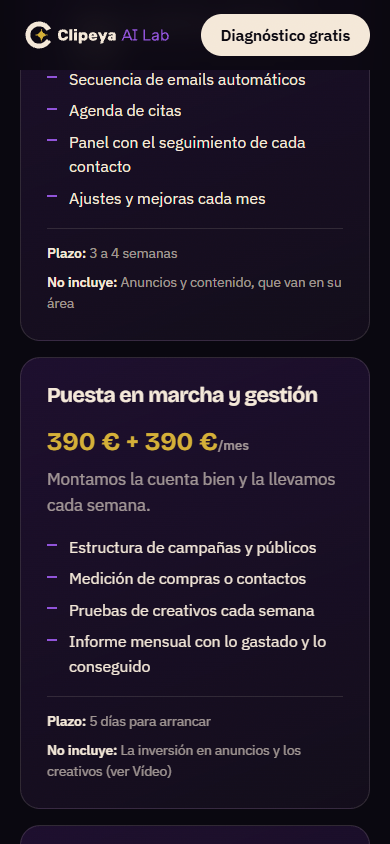 Clipeya AI Lab
Diagnóstico gratis
Secuencia de emails automáticos
Agenda de citas
Panel con el seguimiento de cada
contacto
Ajustes y mejoras cada mes
Plazo: 3 a 4 semanas
No incluye: Anuncios y contenido, que van en su
área
Puesta en marcha y gestión
390 € + 390 €/mes
Montamos la cuenta bien y la llevamos
cada semana.
Estructura de campañas y públicos
Medición de compras o contactos
Pruebas de creativos cada semana
Informe mensual con lo gastado y lo
conseguido
Plazo: 5 días para arrancar
No incluye: La inversión en anuncios y los
creativos (ver Vídeo)